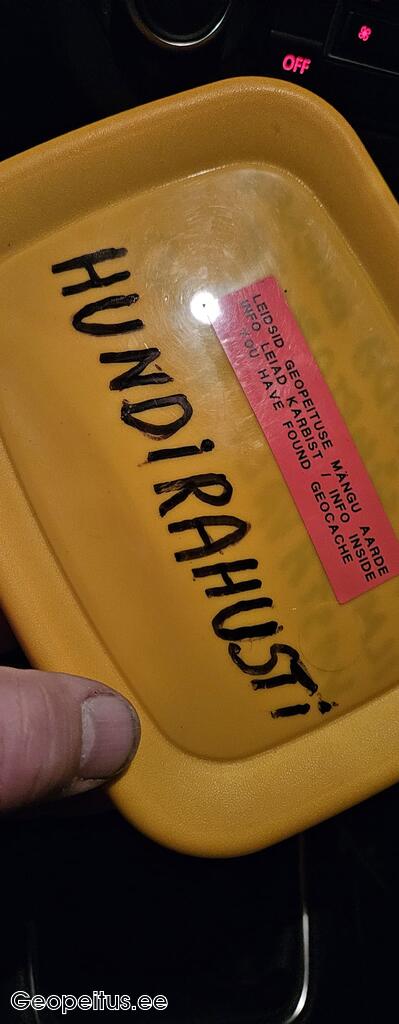 OFF
HUNDiRAHUSTi
LEIDSID GEOPEITUSE MÄNGU AARDE
INFO LEIAD KARBIST / INFO INSIDE
YOU HAVE FOUND GEOCACHE
Geopeitus.ee